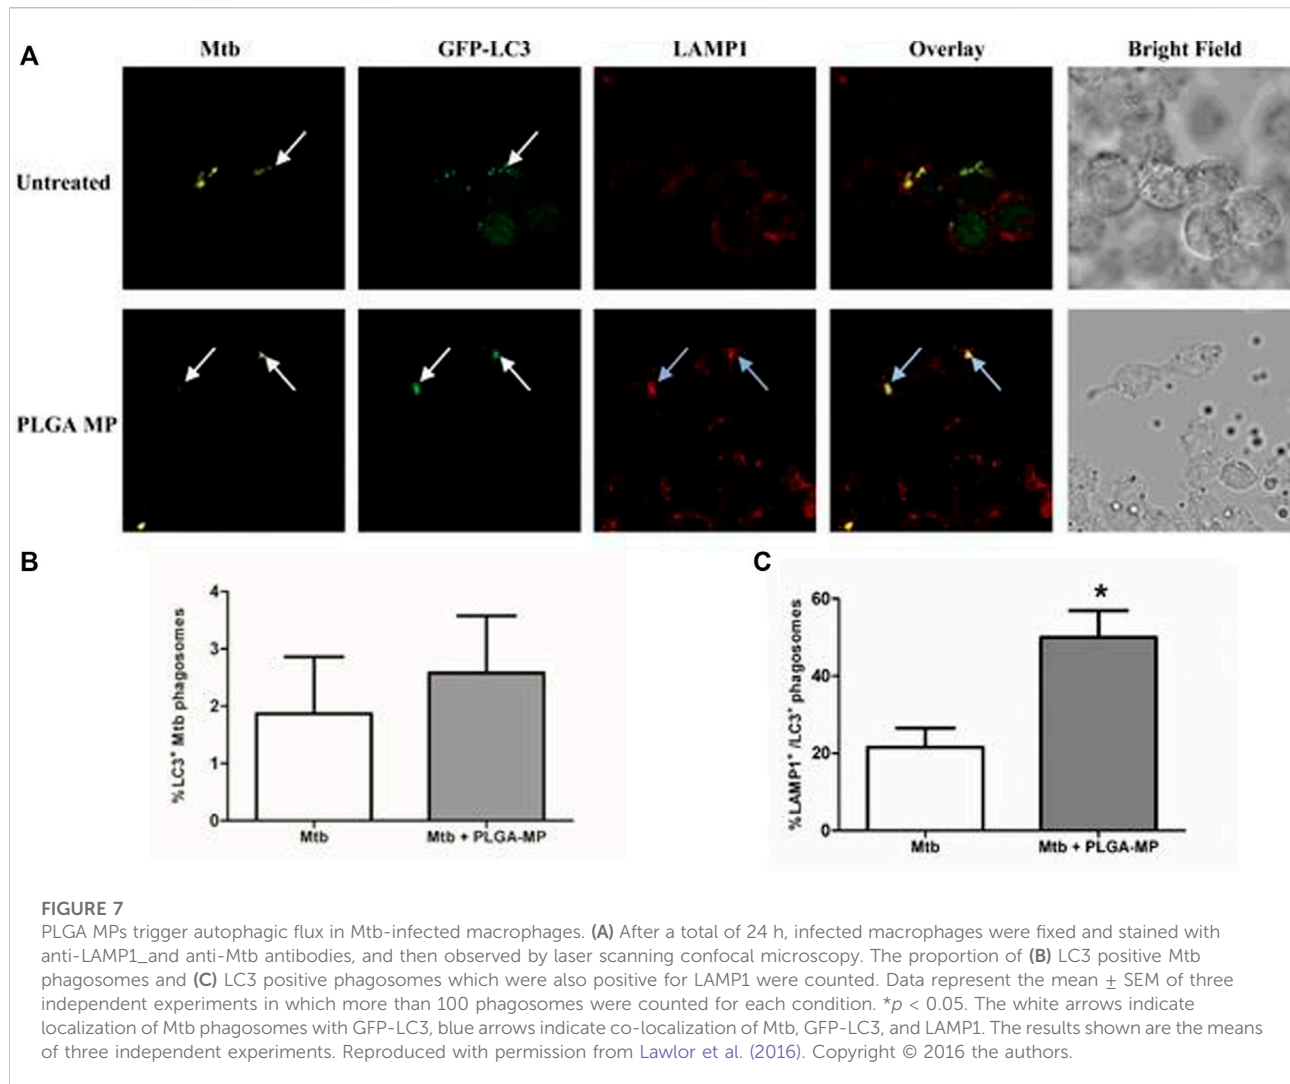 A
Mtb GFP-LC3 LAMP1 Overlay Bright Field
Untreated
PLGA MP
B
%LC3⁺ Mtb phagosomes
4
3
2
1
0
Mtb Mtb + PLGA-MP
C
%LAMP1⁺ /LC3⁺ phagosomes
60
40
20
0
*
Mtb Mtb + PLGA-MP
FIGURE 7
PLGA MPs trigger autophagic flux in Mtb-infected macrophages. (A) After a total of 24 h, infected macrophages were fixed and stained with
anti-LAMP1_and anti-Mtb antibodies, and then observed by laser scanning confocal microscopy. The proportion of (B) LC3 positive Mtb
phagosomes and (C) LC3 positive phagosomes which were also positive for LAMP1 were counted. Data represent the mean ± SEM of three
independent experiments in which more than 100 phagosomes were counted for each condition. *p < 0.05. The white arrows indicate
localization of Mtb phagosomes with GFP-LC3, blue arrows indicate co-localization of Mtb, GFP-LC3, and LAMP1. The results shown are the means
of three independent experiments. Reproduced with permission from Lawlor et al. (2016). Copyright © 2016 the authors.